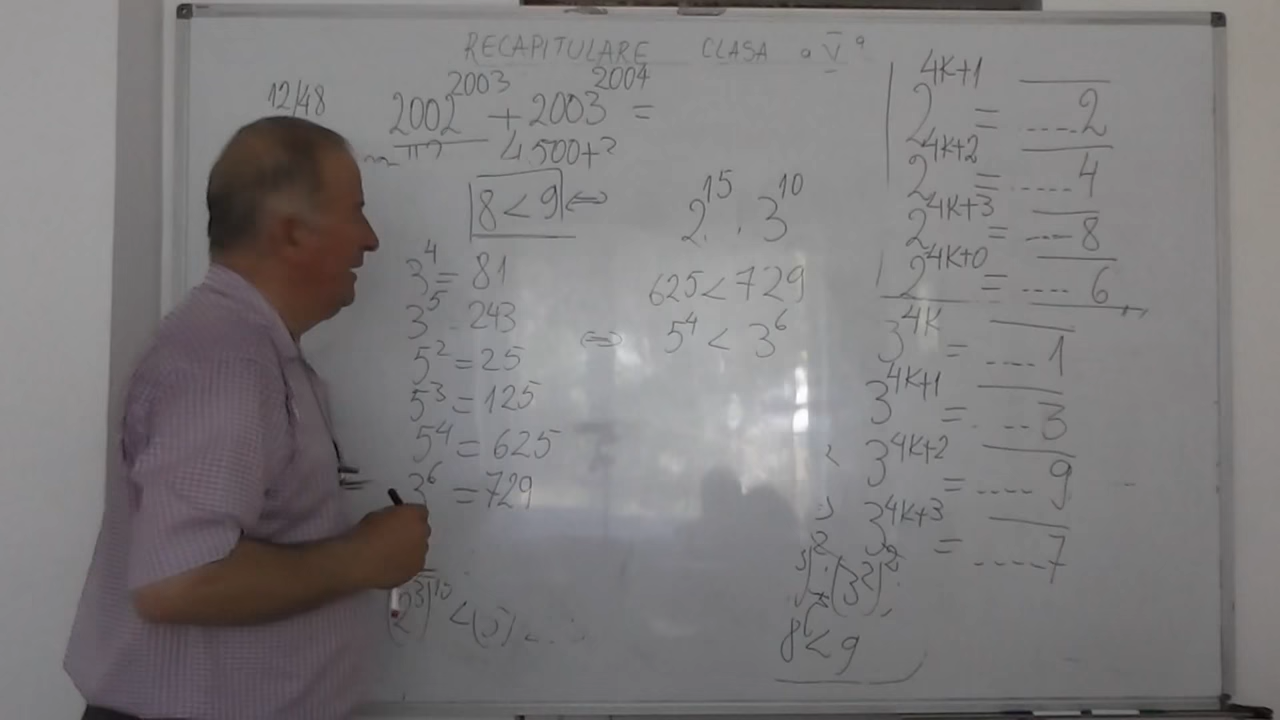 RECAPITULARE CLASA a V a
12/48
2002^2003 + 2003^2004 =
4·500+2
8 < 9 ⇔
2^15 · 3^10
3^4 = 81
625 < 729
3^5 - 243
⇔ 5^4 < 3^6
5^2 = 25
5^3 = 125
5^4 = 625
3^6 = 729
8 < 9
2^4K+1 = ....2
2^4K+2 = .....4
2^4K+3 = ....8
2^4K+0 = ....6
3^4K = ....1
3^4K+1 = ....3
3^4K+2 = ....9
3^4K+3 = .....7